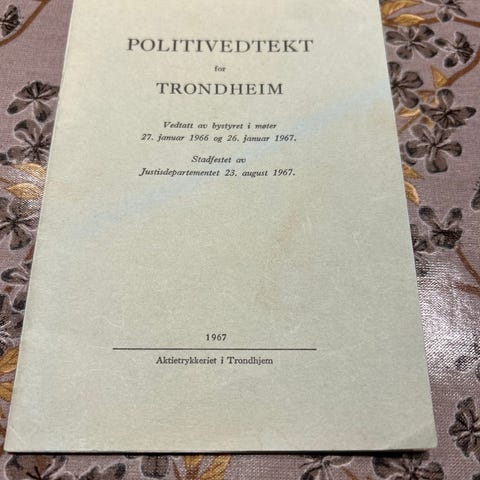 POLITIVEDTEKT
for
TRONDHEIM
Vedtatt av bystyret i møter
27. januar 1966 og 26. januar 1967.
Stadfestet av
Justisdepartementet 23. august 1967.
1967
Aktietrykkeriet i Trondhjem